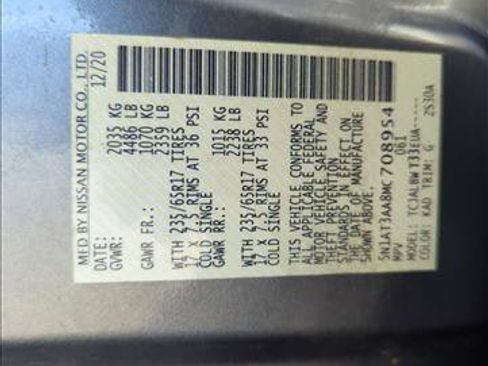 MED BY NISSAN MOTOR CO., LTD.
DATE: 12/20
GVWR: 2035 KG
4486 LB
GAWR FR.: 1070 KG
2359 LB
WITH 235/65R17 TIRES
17 x 7.5 RIMS AT 36 PSI
COLD SINGLE
GAWR RR.: 1015 KG
2238 LB
WITH 235/65R17 TIRES
17 x 7.5 RIMS AT 33 PSI
COLD SINGLE
THIS VEHICLE CONFORMS TO
ALL APPLICABLE FEDERAL
MOTOR VEHICLE SAFETY AND
THEFT PREVENTION
STANDARDS IN EFFECT ON
THE DATE OF MANUFACTURE
SHOWN ABOVE.
5N1AT3AA8MC708954
MPV 061
MODEL: TC3ALBW T33EUA-----
COLOR: KAD TRIM: G 2S30A